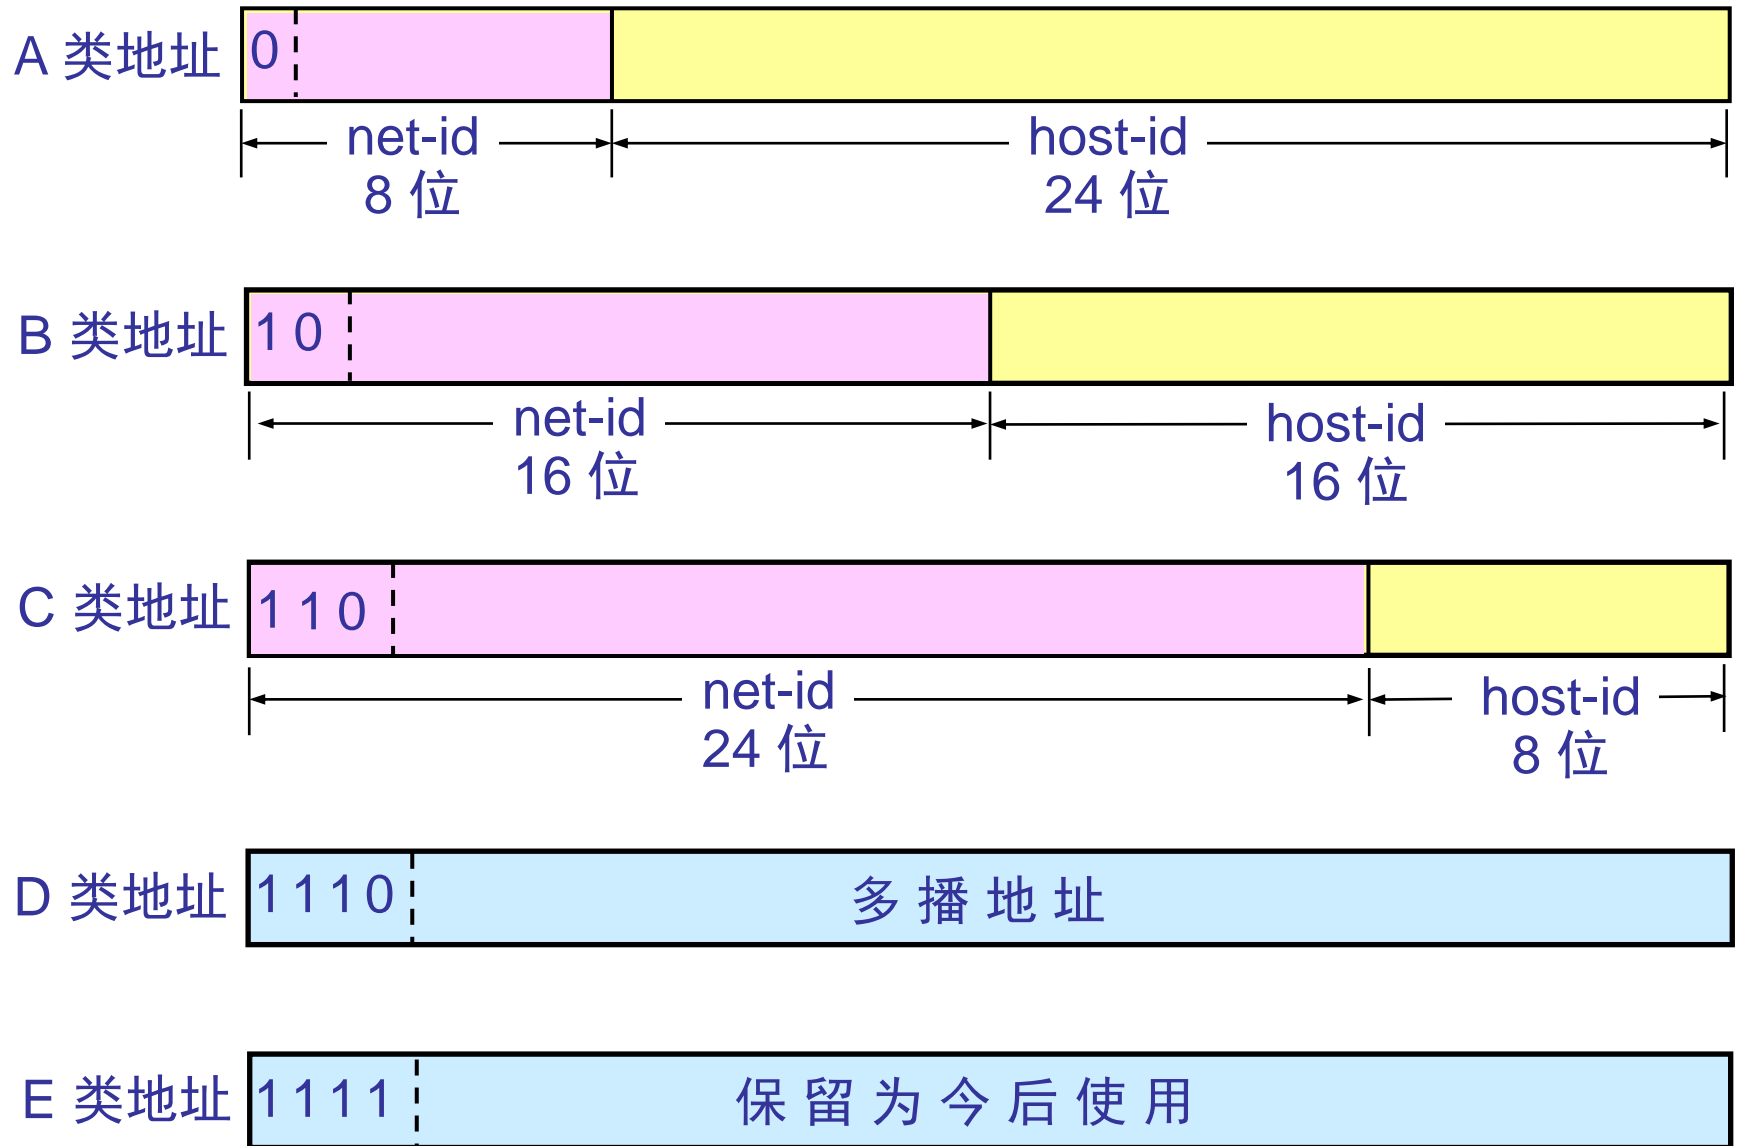 A 类地址 0
net-id host-id
8 位 24 位
B 类地址 1 0
net-id host-id
16 位 16 位
C 类地址 1 1 0
net-id host-id
24 位 8 位
D 类地址 1 1 1 0 多播地址
E 类地址 1 1 1 1 保留为今后使用